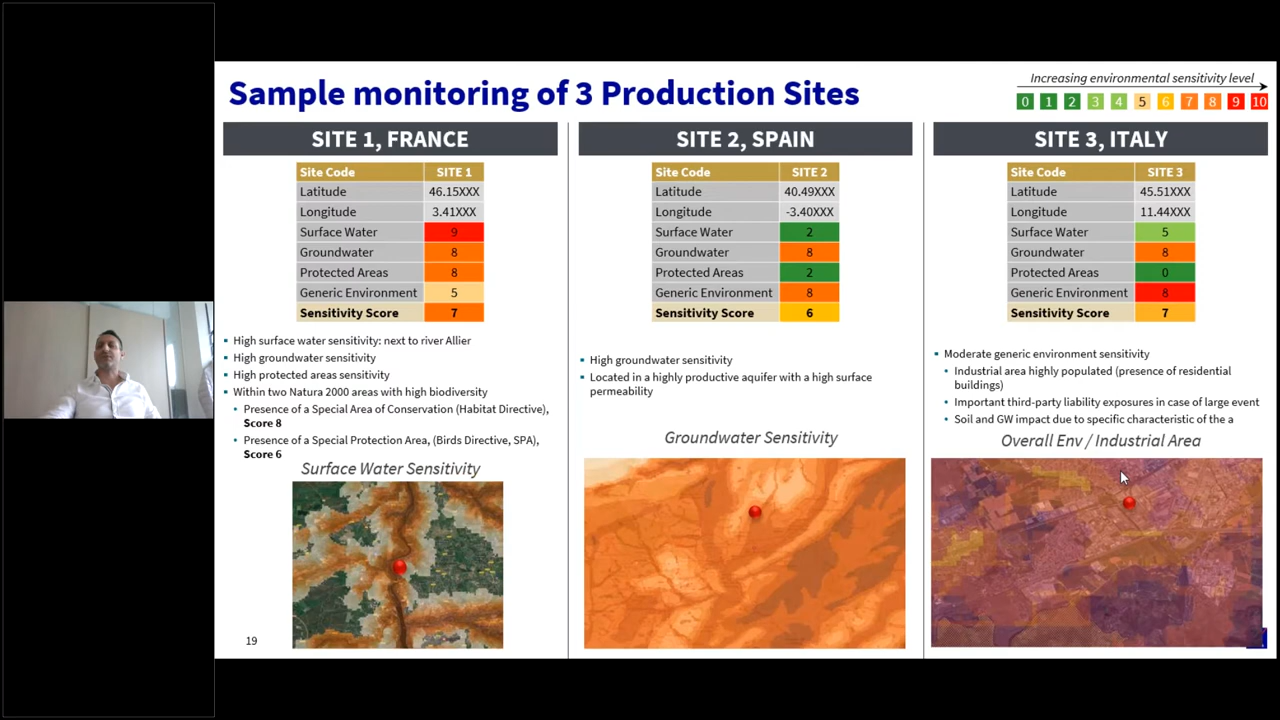 Sample monitoring of 3 Production Sites
Increasing environmental sensitivity level
0 1 2 3 4 5 6 7 8 9 10
SITE 1, FRANCE
Site Code SITE 1
Latitude 46.15XXX
Longitude 3.41XXX
Surface Water 9
Groundwater 8
Protected Areas 8
Generic Environment 5
Sensitivity Score 7
High surface water sensitivity: next to river Allier
High groundwater sensitivity
High protected areas sensitivity
Within two Natura 2000 areas with high biodiversity
Presence of a Special Area of Conservation (Habitat Directive),
Score 8
Presence of a Special Protection Area, (Birds Directive, SPA),
Score 6
Surface Water Sensitivity
19
SITE 2, SPAIN
Site Code SITE 2
Latitude 40.49XXX
Longitude -3.40XXX
Surface Water 2
Groundwater 8
Protected Areas 2
Generic Environment 8
Sensitivity Score 6
High groundwater sensitivity
Located in a highly productive aquifer with a high surface
permeability
Groundwater Sensitivity
SITE 3, ITALY
Site Code SITE 3
Latitude 45.51XXX
Longitude 11.44XXX
Surface Water 5
Groundwater 8
Protected Areas 0
Generic Environment 8
Sensitivity Score 7
Moderate generic environment sensitivity
Industrial area highly populated (presence of residential
buildings)
Important third-party liability exposures in case of large event
Soil and GW impact due to specific characteristic of the a
Overall Env / Industrial Area